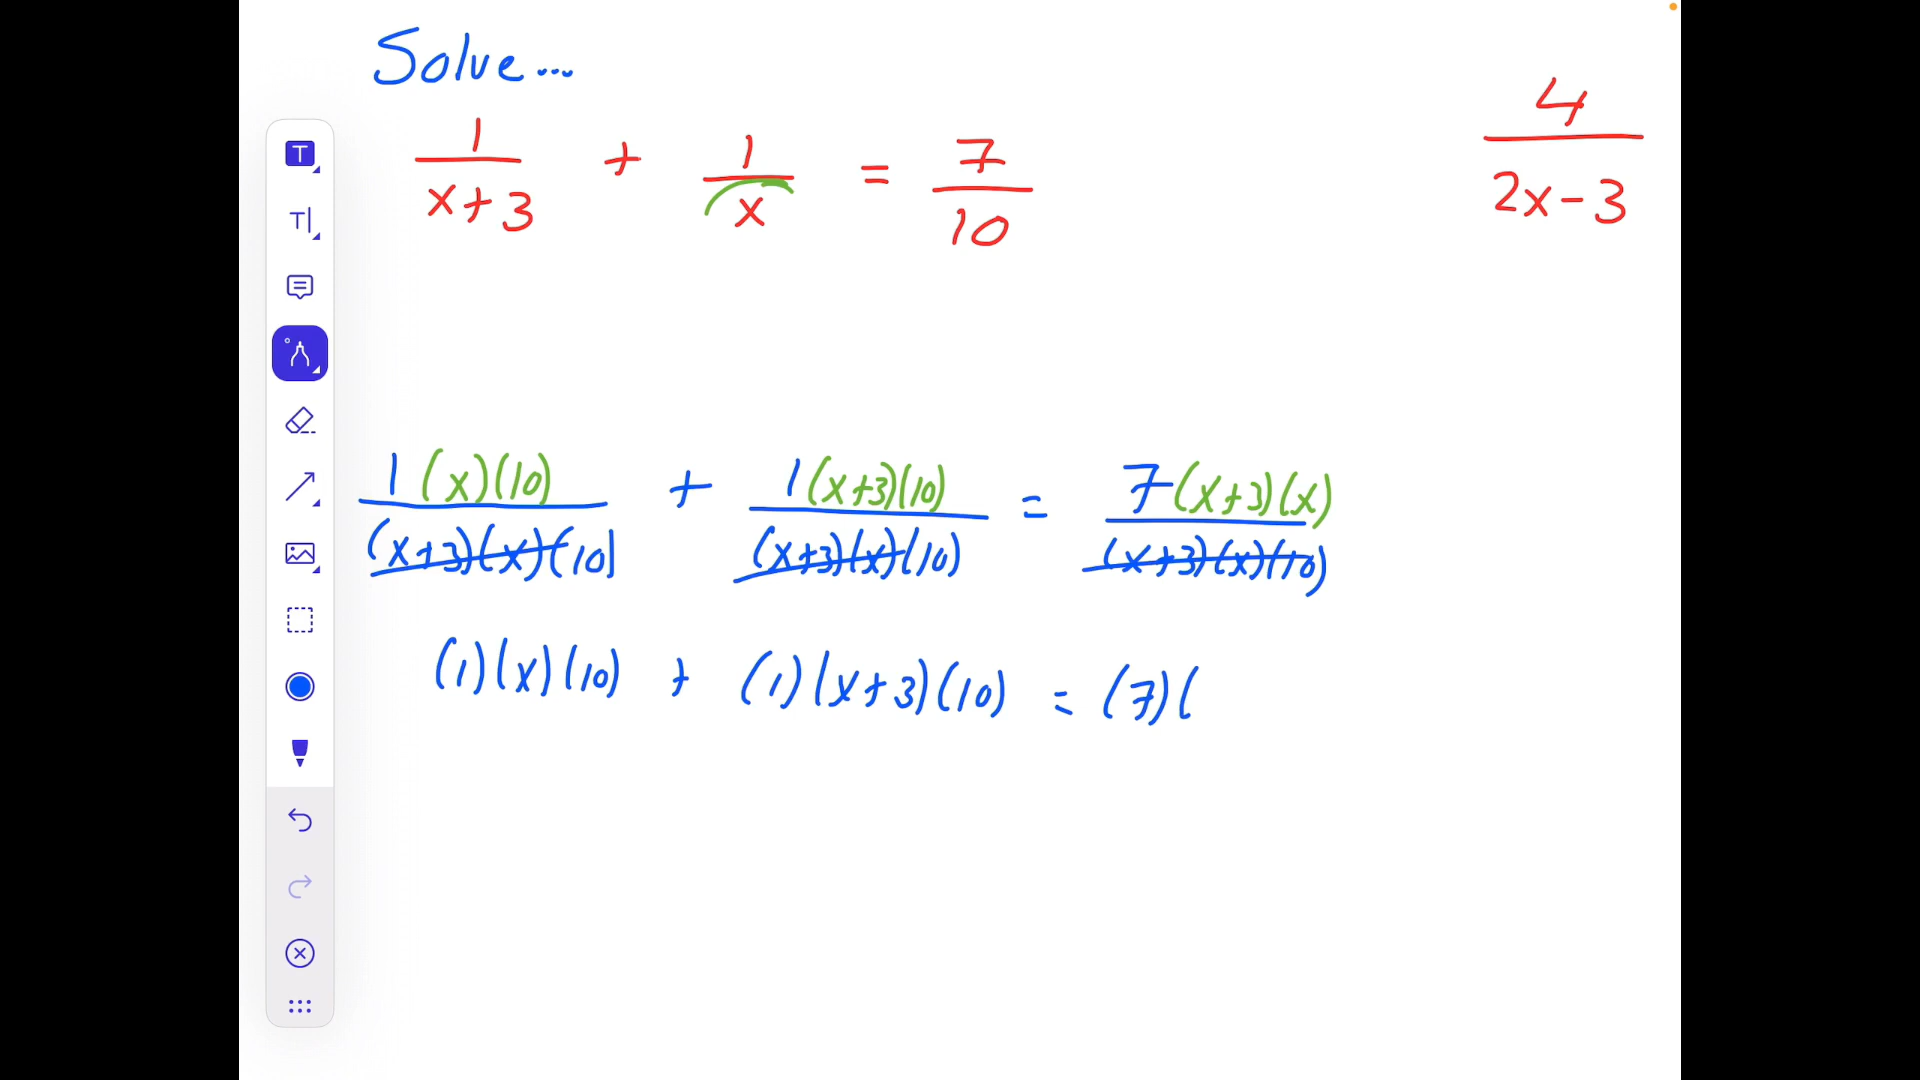 Solve...
1/(x+3) + 1/x = 7/10
4/(2x-3)
1(x)(10)/(x+3)(x)(10) + 1(x+3)(10)/(x+3)(x)(10) = 7(x+3)(x)/(x+3)(x)(10)
(1)(x)(10) + (1)(x+3)(10) = (7)(